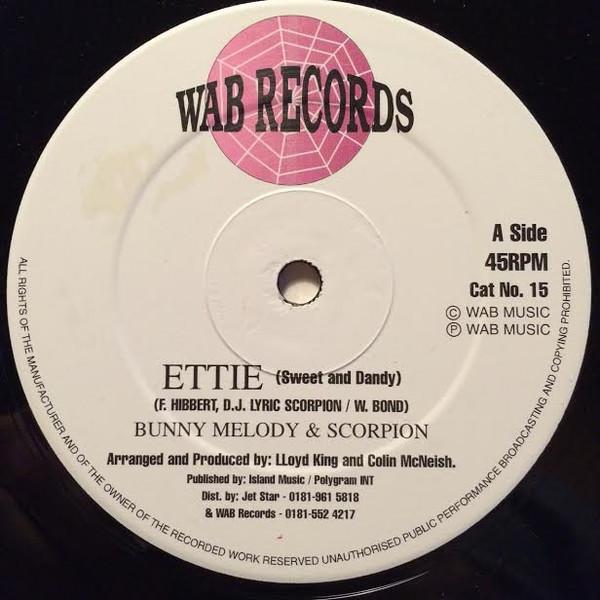 WAB RECORDS
A Side
45RPM
Cat No. 15
© WAB MUSIC
℗ WAB MUSIC
ETTIE (Sweet and Dandy)
(F. HIBBERT, D.J. LYRIC SCORPION / W. BOND)
BUNNY MELODY & SCORPION
Arranged and Produced by: LLoyd King and Colin McNeish.
Published by: Island Music / Polygram INT
Dist. by: Jet Star - 0181-961 5818
& WAB Records - 0181-552 4217
ALL RIGHTS OF THE MANUFACTURER AND OF THE OWNER OF THE RECORDED WORK RESERVED UNAUTHORISED PUBLIC PERFORMANCE BROADCASTING AND COPYING PROHIBITED.